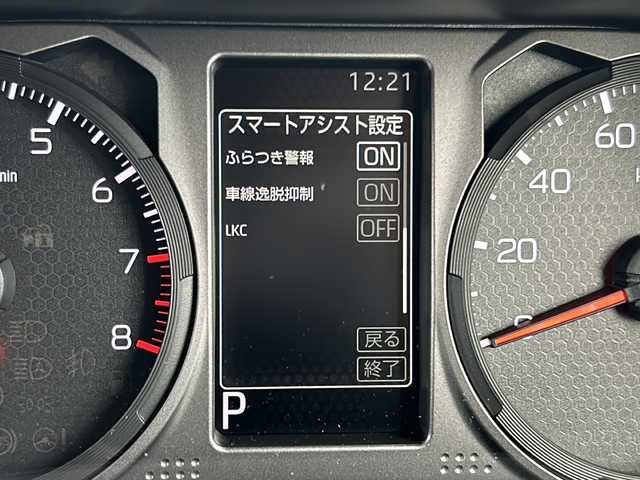 12:21
スマートアシスト設定
ふらつき警報 ON
車線逸脱抑制 ON
LKC OFF
戻る
終了
P
5
6
7
8
60
40
20